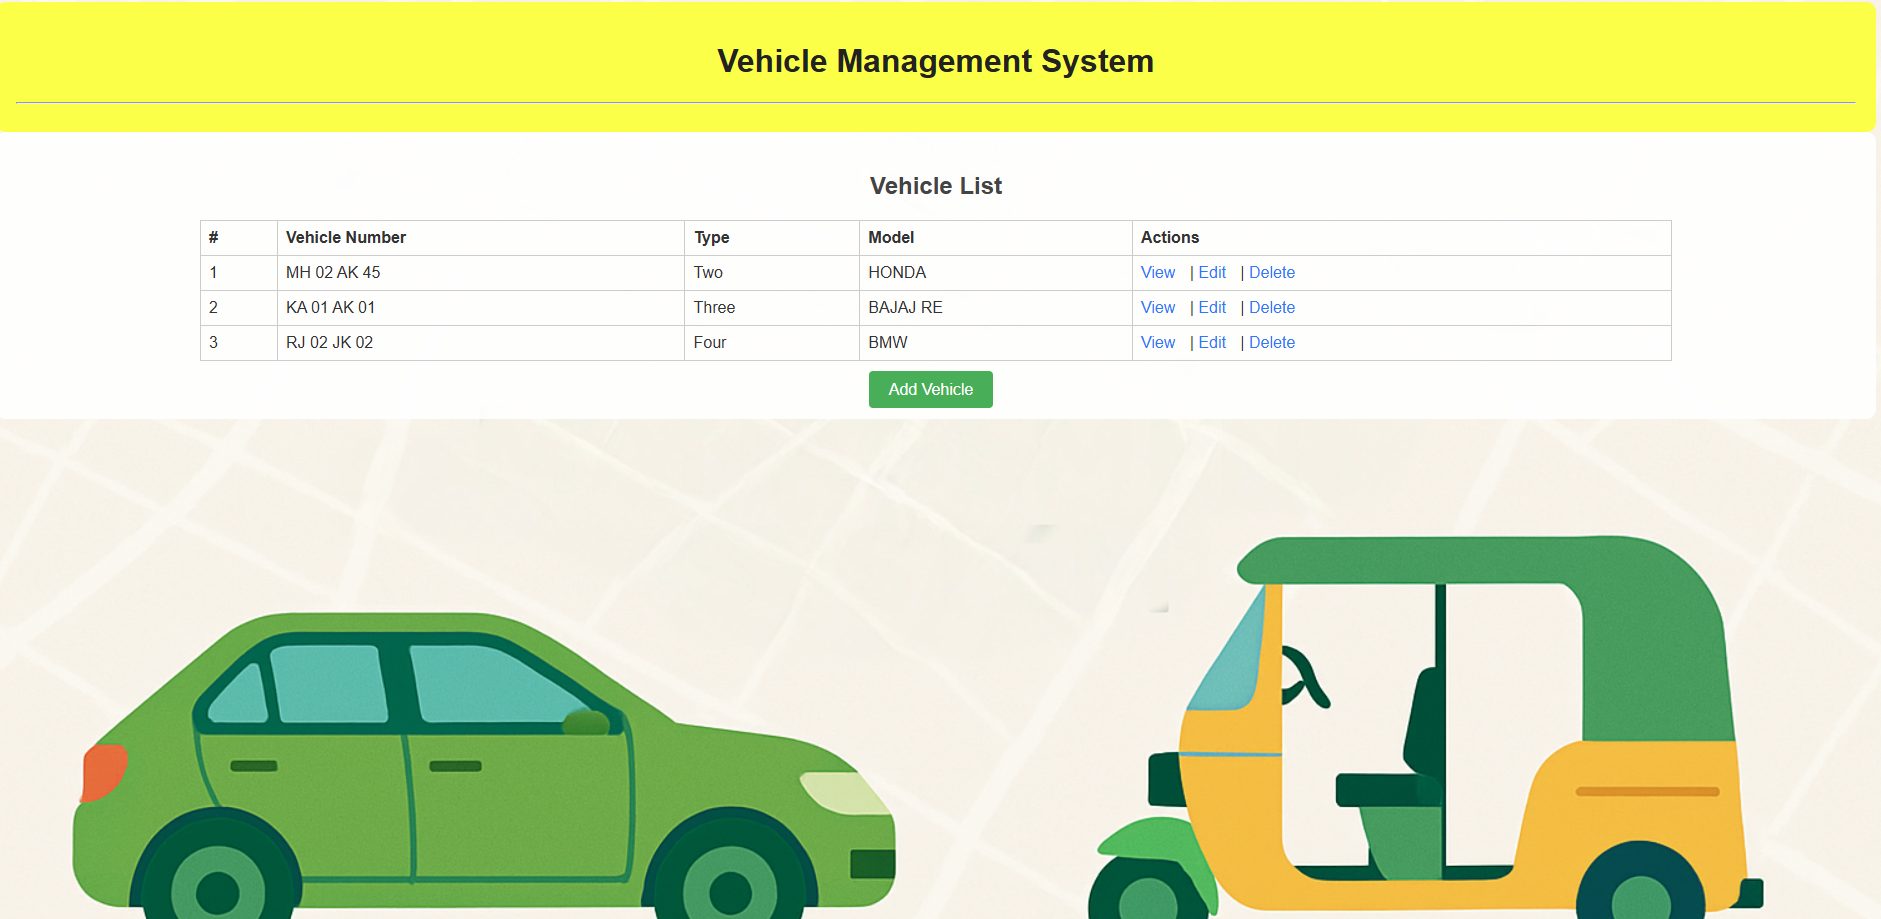 Vehicle Management System
Vehicle List
# Vehicle Number Type Model Actions
1 MH 02 AK 45 Two HONDA View | Edit | Delete
2 KA 01 AK 01 Three BAJAJ RE View | Edit | Delete
3 RJ 02 JK 02 Four BMW View | Edit | Delete
Add Vehicle